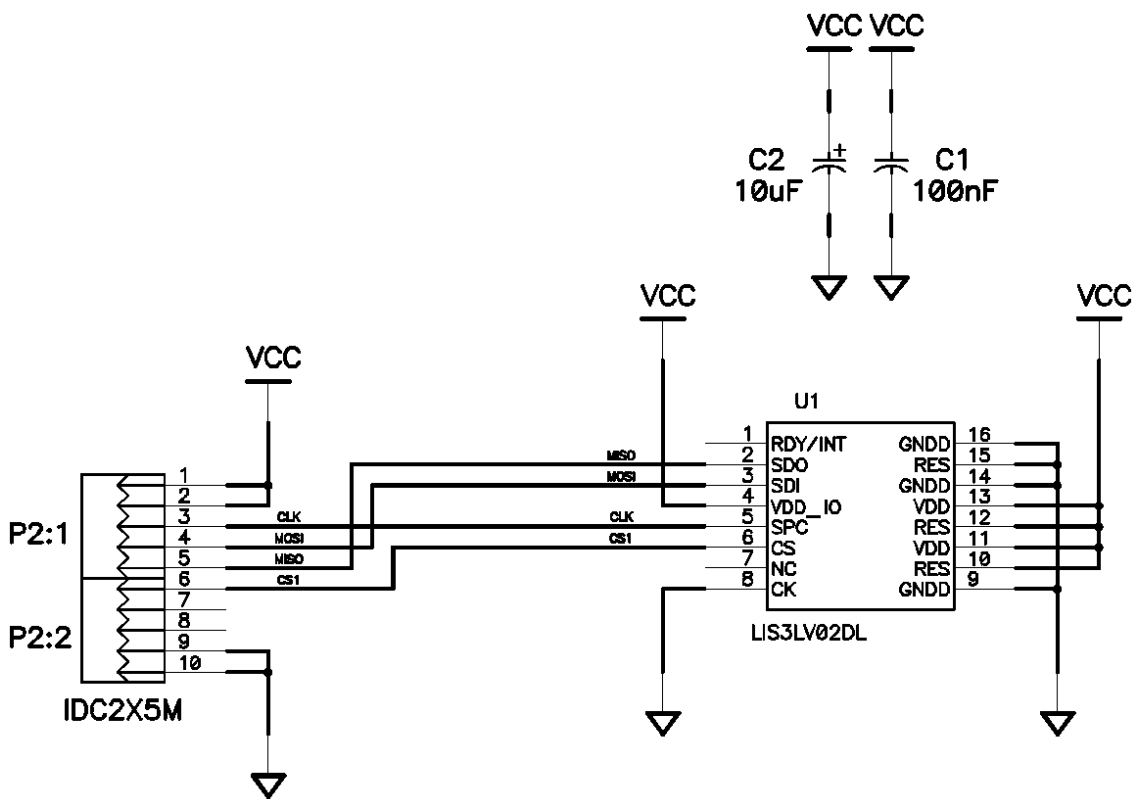 VCC VCC
C2 + C1
10uF 100nF
VCC VCC
VCC
U1
1 RDY/INT GNDD 16
MISO 2 SDO RES 15
MOSI 3 SDI GNDD 14
4 VDD_IO VDD 13
CLK 5 SPC RES 12
CS1 6 CS VDD 11
7 NC RES 10
8 CK GNDD 9
LIS3LV02DL
P2:1
1
2
3 CLK
4 MOSI
5 MISO
6 CS1
7
8
P2:2
9
10
IDC2X5M